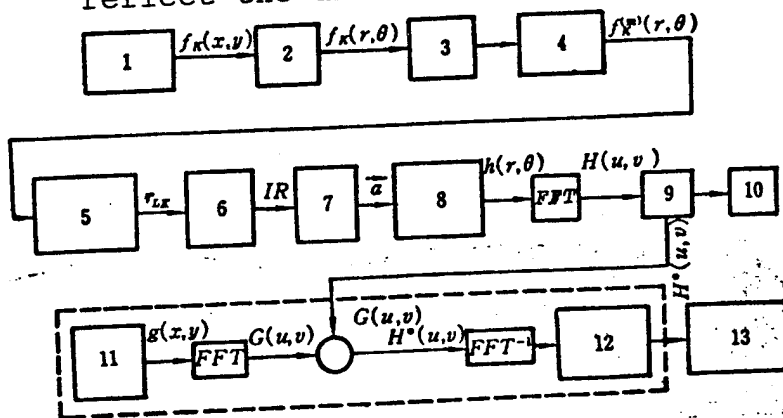 reflect the
1 f_K(x,y) 2 f_K(r,θ) 3 4 f_K^(m)(r,θ)
5 r_LK 6 IR 7 a⃗ 8 h(r,θ) FFT H(u,v) 9 10
H*(u,v)
11 g(x,y) FFT G(u,v) G(u,v) H*(u,v) FFT⁻¹ 12 13